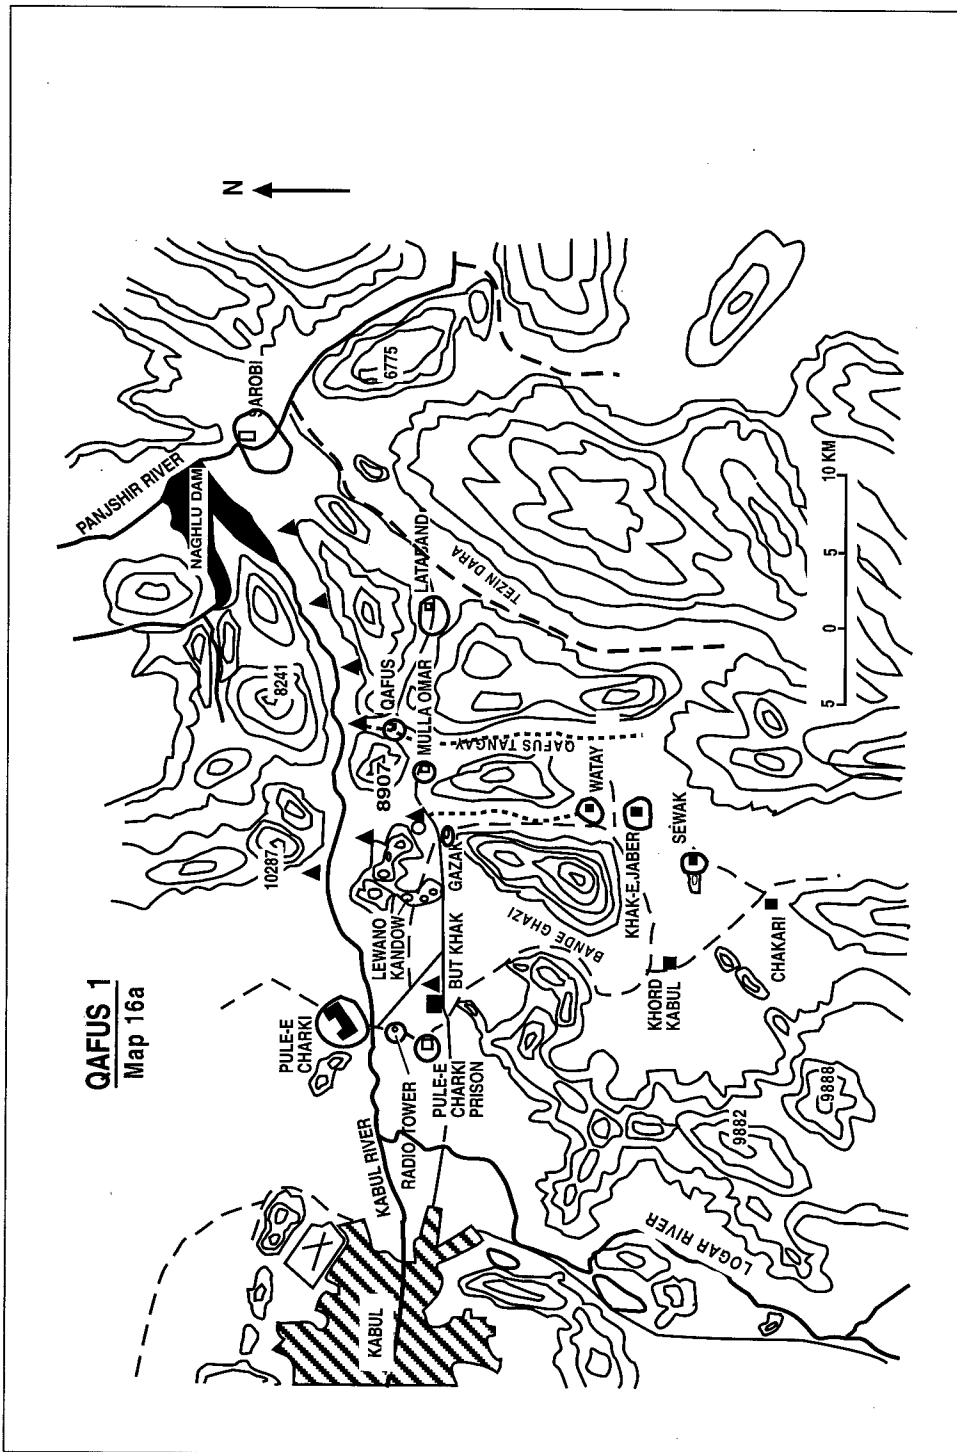 QAFUS 1
Map 16a
N
PANJSHIR RIVER
NAGHLU DAM
SAROBI
6775
8241
10287
QAFUS
LATABAND
MULLA OMAR
8907
TEZIN DARA
QAFUS TANGAY
LEWANO
KANDOW
GAZAK
BUT KHAK
WATAY
KHAK-E JABER
SEWAK
BANDE GHAZI
PULE-E
CHARKI
KABUL RIVER
RADIO TOWER
PULE-E
CHARKI
PRISON
KHORD
KABUL
CHAKARI
9882
9888
LOGAR RIVER
KABUL
5
0
5
10 KM